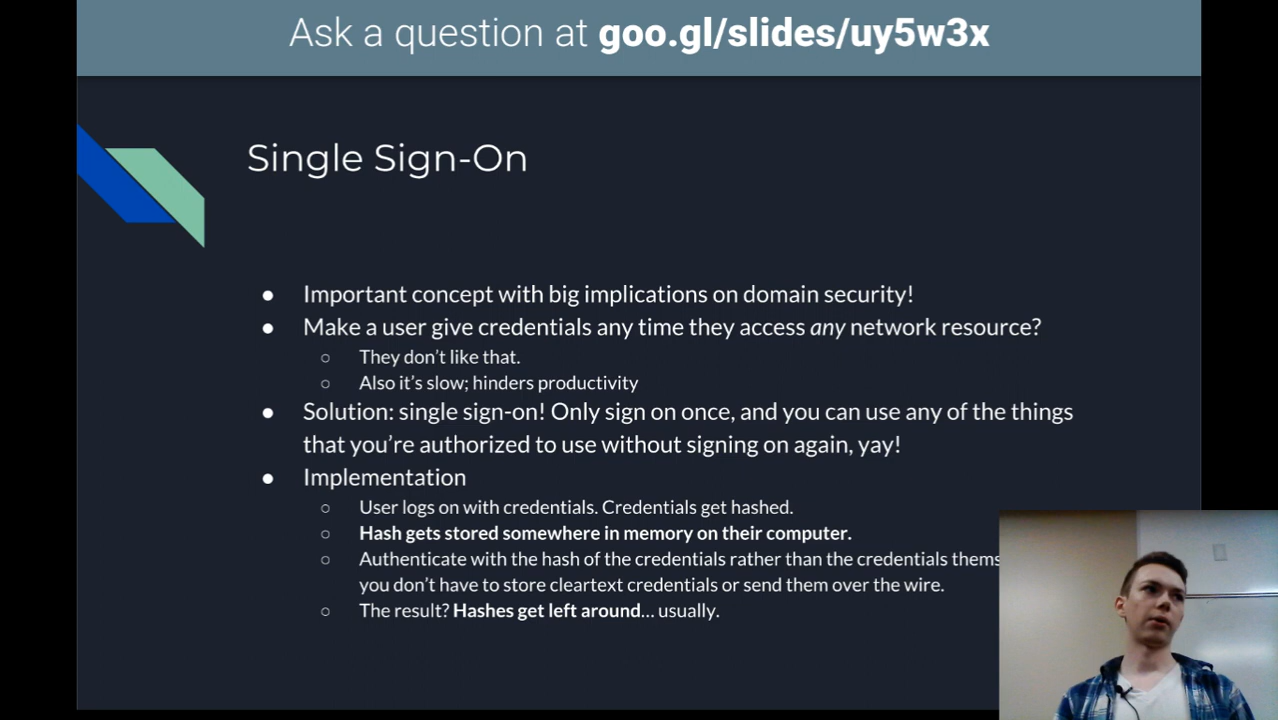 Ask a question at goo.gl/slides/uy5w3x
Single Sign-On
● Important concept with big implications on domain security!
● Make a user give credentials any time they access any network resource?
○ They don't like that.
○ Also it's slow; hinders productivity
● Solution: single sign-on! Only sign on once, and you can use any of the things
that you're authorized to use without signing on again, yay!
● Implementation
○ User logs on with credentials. Credentials get hashed.
○ Hash gets stored somewhere in memory on their computer.
○ Authenticate with the hash of the credentials rather than the credentials
you don't have to store cleartext credentials or send them over the wire.
○ The result? Hashes get left around... usually.